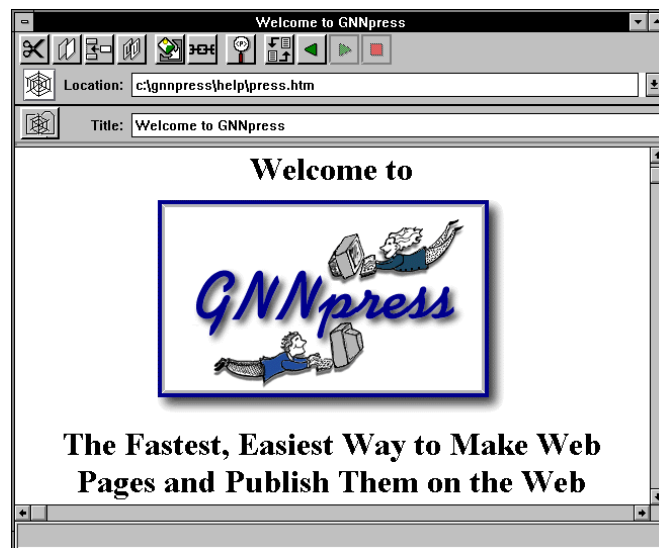 Welcome to GNNpress
Location: c:\gnnpress\help\press.htm
Title: Welcome to GNNpress
Welcome to
GNNpress
The Fastest, Easiest Way to Make Web
Pages and Publish Them on the Web